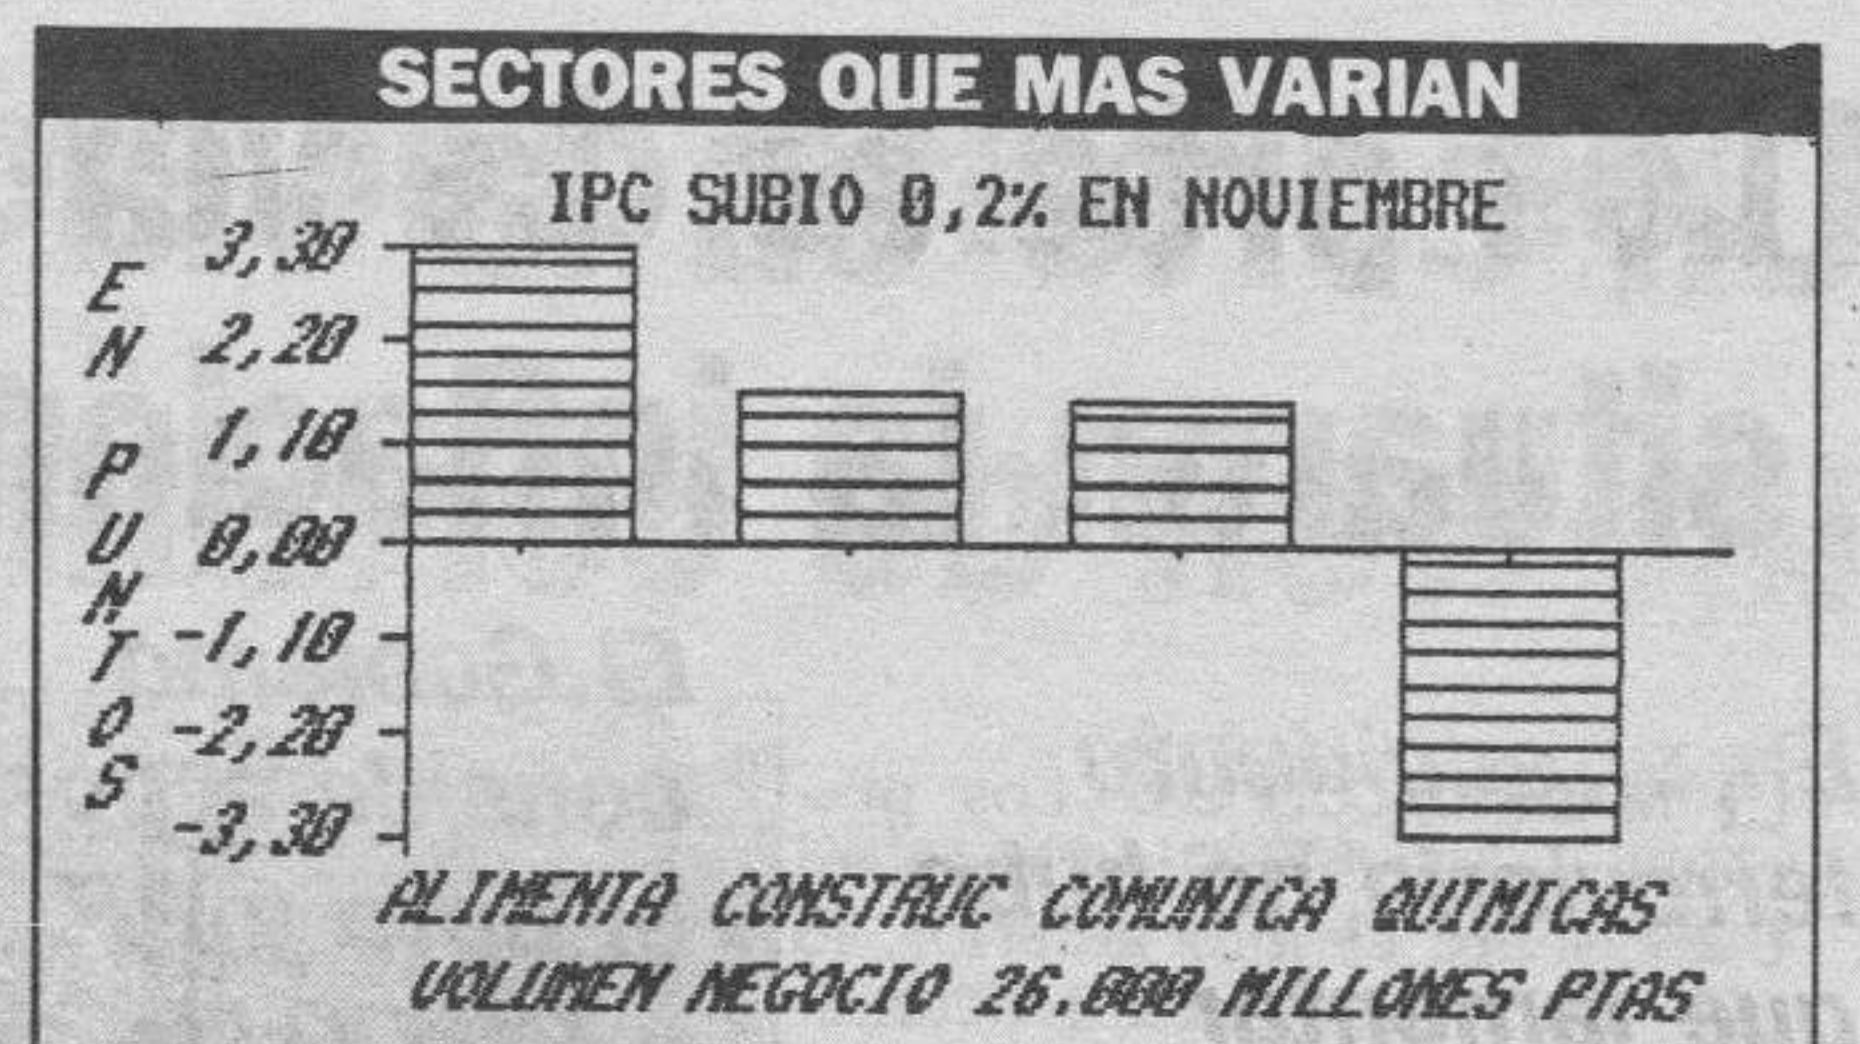 SECTORES QUE MAS VARIAN
IPC SUBIO 0,2% EN NOVIEMBRE
EN PUNTOS
3,30
2,20
1,10
0,00
-1,10
-2,20
-3,30
ALIMENTA CONSTRUC COMUNICA QUIMICAS
VOLUMEN NEGOCIO 26.000 MILLONES PTAS